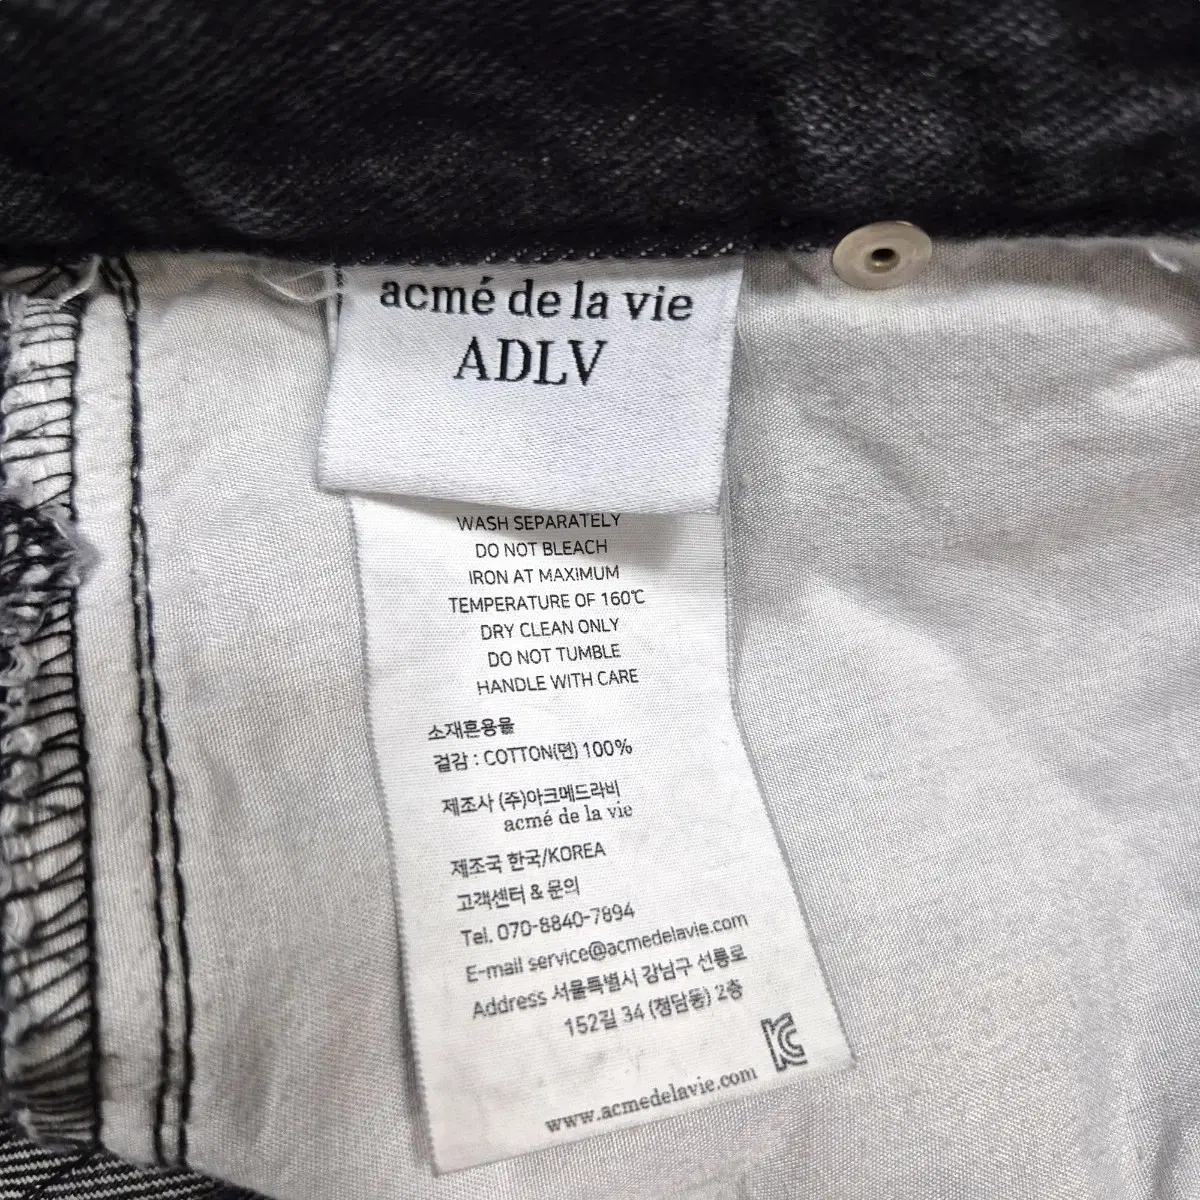 acmé de la vie
ADLV
WASH SEPARATELY
DO NOT BLEACH
IRON AT MAXIMUM
TEMPERATURE OF 160℃
DRY CLEAN ONLY
DO NOT TUMBLE
HANDLE WITH CARE
소재혼용율
겉감 : COTTON(면) 100%
제조사 (주)아크메드라비
acmé de la vie
제조국 한국/KOREA
고객센터 & 문의
Tel. 070-8840-7894
E-mail service@acmedelavie.com
Address 서울특별시 강남구 선릉로
152길 34 (청담동) 2층
KC
www.acmedelavie.com